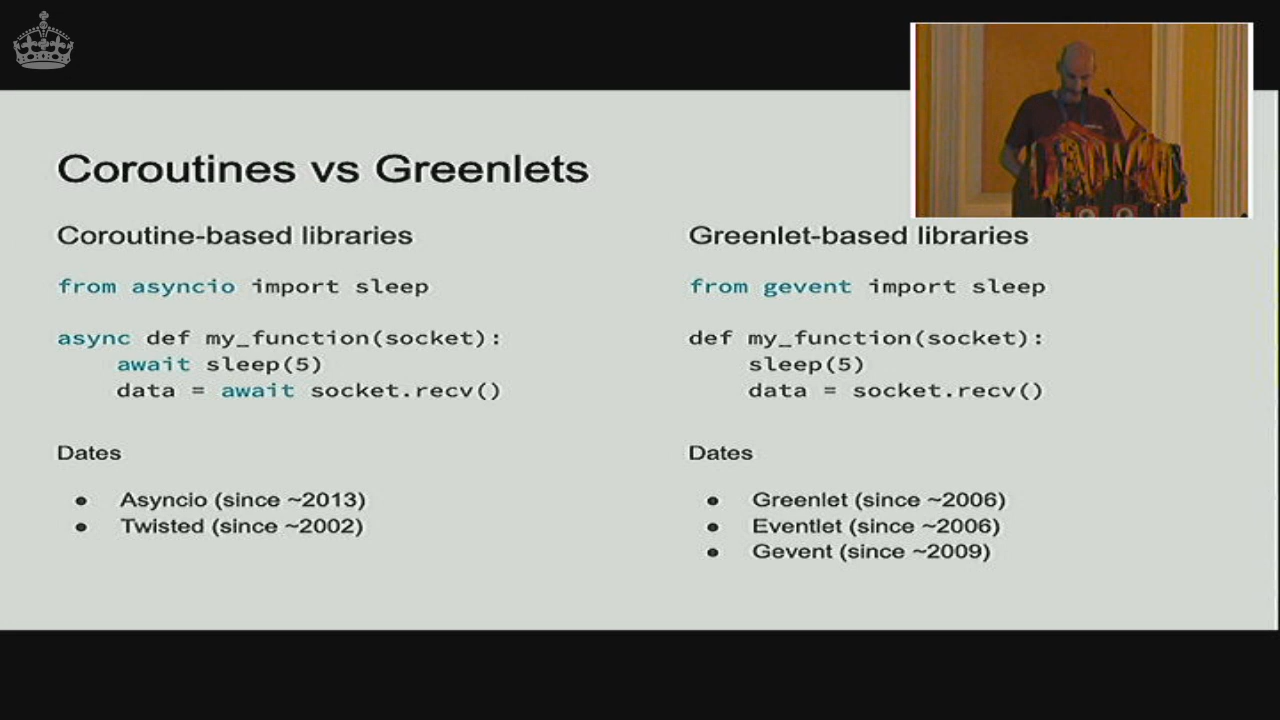 Coroutines vs Greenlets
Coroutine-based libraries
from asyncio import sleep
async def my_function(socket):
    await sleep(5)
    data = await socket.recv()
Dates
● Asyncio (since ~2013)
● Twisted (since ~2002)
Greenlet-based libraries
from gevent import sleep
def my_function(socket):
    sleep(5)
    data = socket.recv()
Dates
● Greenlet (since ~2006)
● Eventlet (since ~2006)
● Gevent (since ~2009)